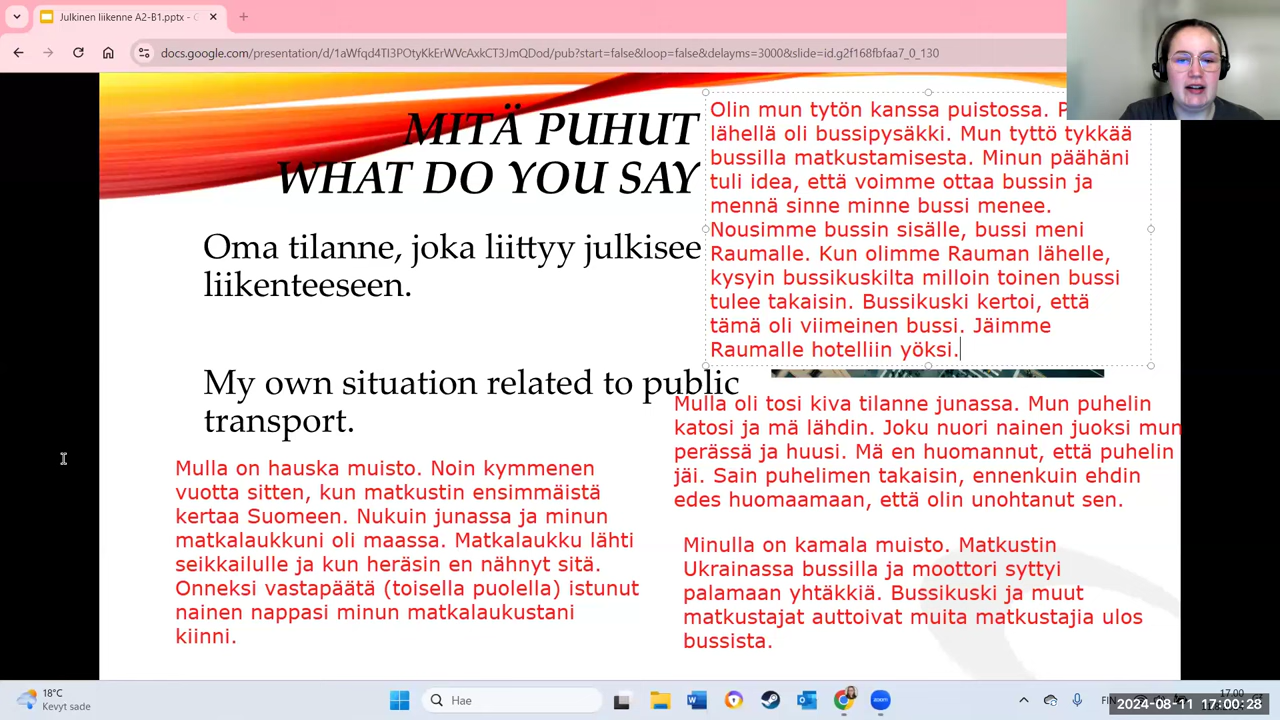 Julkinen liikenne A2-B1.pptx - G
docs.google.com/presentation/d/1aWfqd4TI3POtyKkErWVcAxkCT3JmQDod/pub?start=false&loop=false&delayms=3000&slide=id.g2f168fbfaa7_0_130
MITÄ PUHUT
WHAT DO YOU SAY
Oma tilanne, joka liittyy julkisee
liikenteeseen.
My own situation related to public
transport.
Mulla on hauska muisto. Noin kymmenen
vuotta sitten, kun matkustin ensimmäistä
kertaa Suomeen. Nukuin junassa ja minun
matkalaukkuni oli maassa. Matkalaukku lähti
seikkailulle ja kun heräsin en nähnyt sitä.
Onneksi vastapäätä (toisella puolella) istunut
nainen nappasi minun matkalaukustani
kiinni.
Olin mun tytön kanssa puistossa.
lähellä oli bussipysäkki. Mun tyttö tykkää
bussilla matkustamisesta. Minun päähäni
tuli idea, että voimme ottaa bussin ja
mennä sinne minne bussi menee.
Nousimme bussin sisälle, bussi meni
Raumalle. Kun olimme Rauman lähelle,
kysyin bussikuskilta milloin toinen bussi
tulee takaisin. Bussikuski kertoi, että
tämä oli viimeinen bussi. Jäimme
Raumalle hotelliin yöksi.
Mulla oli tosi kiva tilanne junassa. Mun puhelin
katosi ja mä lähdin. Joku nuori nainen juoksi mun
perässä ja huusi. Mä en huomannut, että puhelin
jäi. Sain puhelimen takaisin, ennenkuin ehdin
edes huomaamaan, että olin unohtanut sen.
Minulla on kamala muisto. Matkustin
Ukrainassa bussilla ja moottori syttyi
palamaan yhtäkkiä. Bussikuski ja muut
matkustajat auttoivat muita matkustajia ulos
bussista.
18°C
Kevyt sade
Hae
zoom
FIN
17.00
2024-08-11 17:00:28